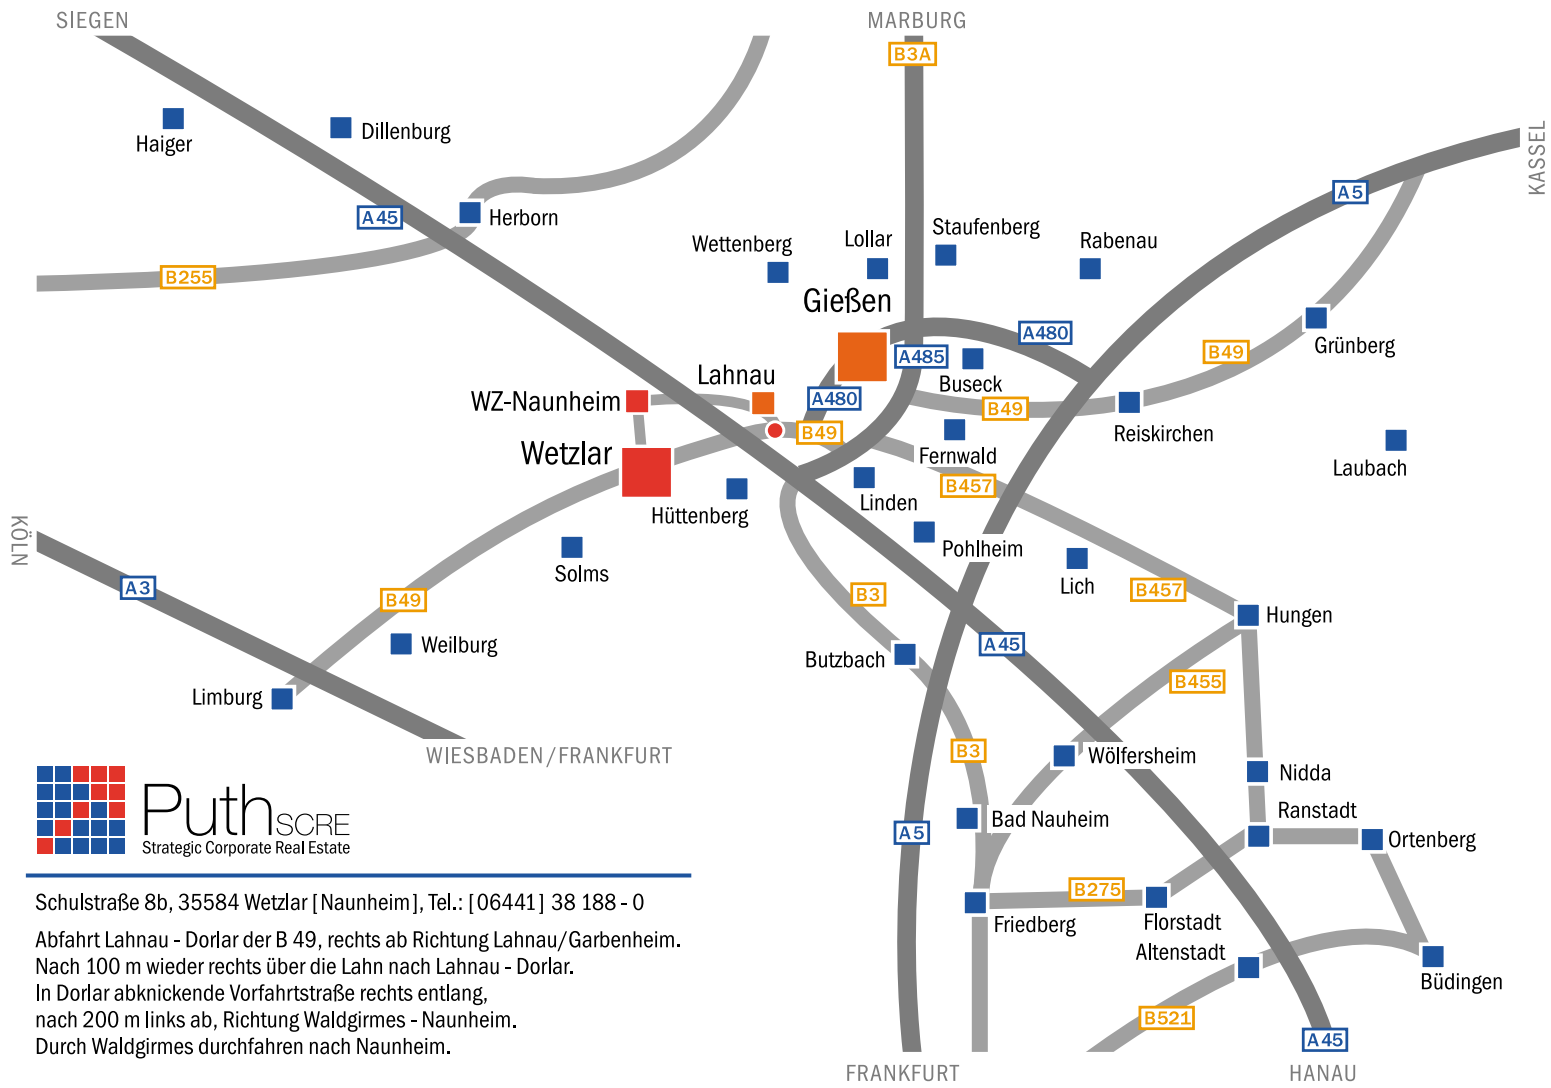 SIEGEN
MARBURG
B3A
KASSEL
Haiger
Dillenburg
A5
A45
Herborn
Wettenberg
Lollar
Staufenberg
Rabenau
B255
Gießen
A480
Grünberg
A485
B49
Lahnau
Buseck
WZ-Naunheim
A480
B49
B49
Reiskirchen
Wetzlar
Fernwald
Laubach
B457
Linden
Hüttenberg
KÖLN
Pohlheim
Solms
Lich
A3
B49
B3
B457
Hungen
Weilburg
Butzbach
A45
B455
Limburg
WIESBADEN/FRANKFURT
B3
Wölfersheim
Nidda
Ranstadt
Bad Nauheim
A5
Ortenberg
B275
Friedberg
Florstadt
Altenstadt
Büdingen
B521
A45
FRANKFURT
HANAU
Puth SCRE
Strategic Corporate Real Estate
Schulstraße 8b, 35584 Wetzlar [Naunheim], Tel.: [06441] 38 188 - 0
Abfahrt Lahnau - Dorlar der B 49, rechts ab Richtung Lahnau/Garbenheim.
Nach 100 m wieder rechts über die Lahn nach Lahnau - Dorlar.
In Dorlar abknickende Vorfahrtstraße rechts entlang,
nach 200 m links ab, Richtung Waldgirmes - Naunheim.
Durch Waldgirmes durchfahren nach Naunheim.